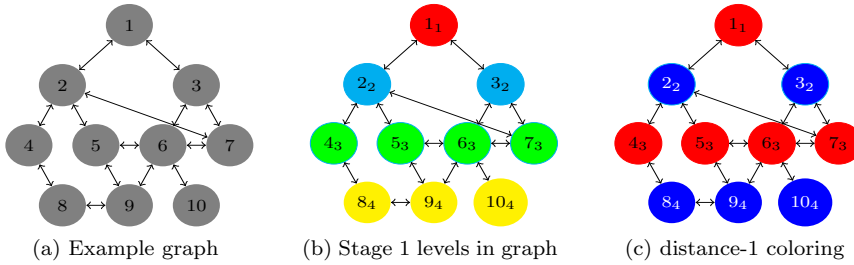 1 1₁ 1₁
2 3 2₂ 3₂ 2₂ 3₂
4 5 6 7 4₃ 5₃ 6₃ 7₃ 4₃ 5₃ 6₃ 7₃
8 9 10 8₄ 9₄ 10₄ 8₄ 9₄ 10₄
(a) Example graph (b) Stage 1 levels in graph (c) distance-1 coloring